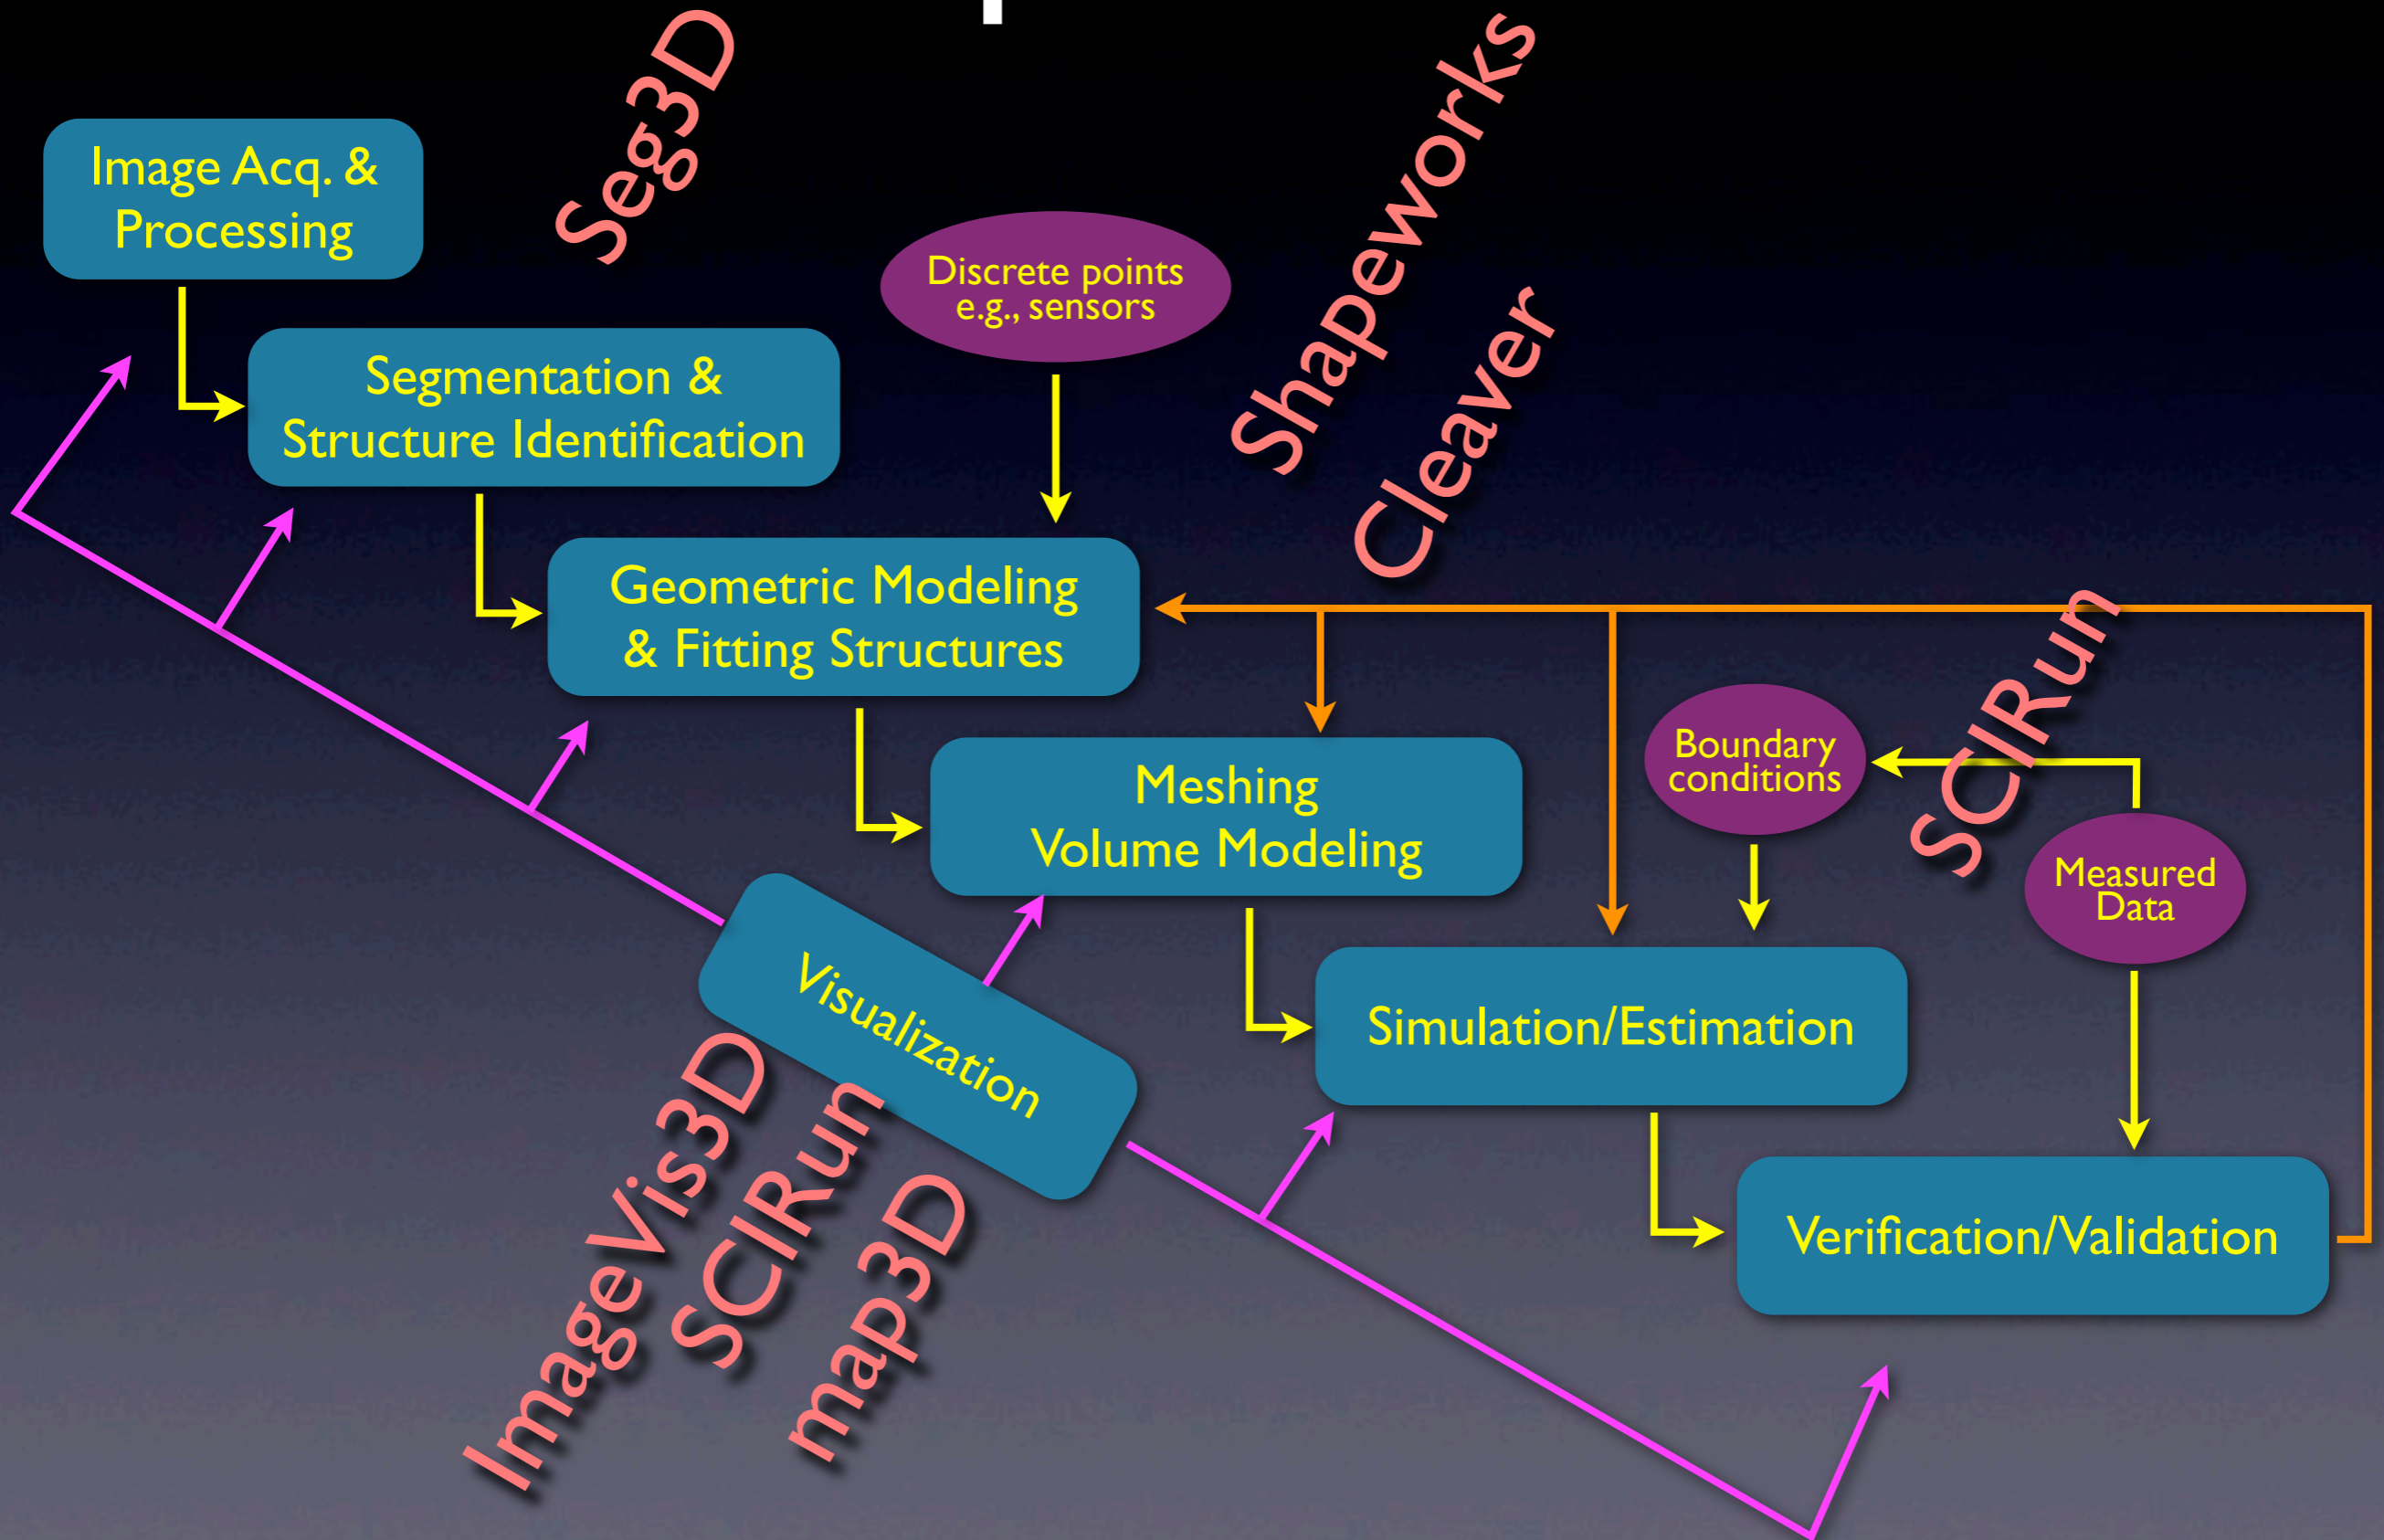 Seg3D
Shapeworks
Image Acq. &
Processing
Discrete points
e.g., sensors
Cleaver
Segmentation &
Structure Identification
Geometric Modeling
& Fitting Structures
SCIRun
Boundary
conditions
Meshing
Volume Modeling
Measured
Data
Visualization
Simulation/Estimation
ImageVis3D
SCIRun
map3D
Verification/Validation